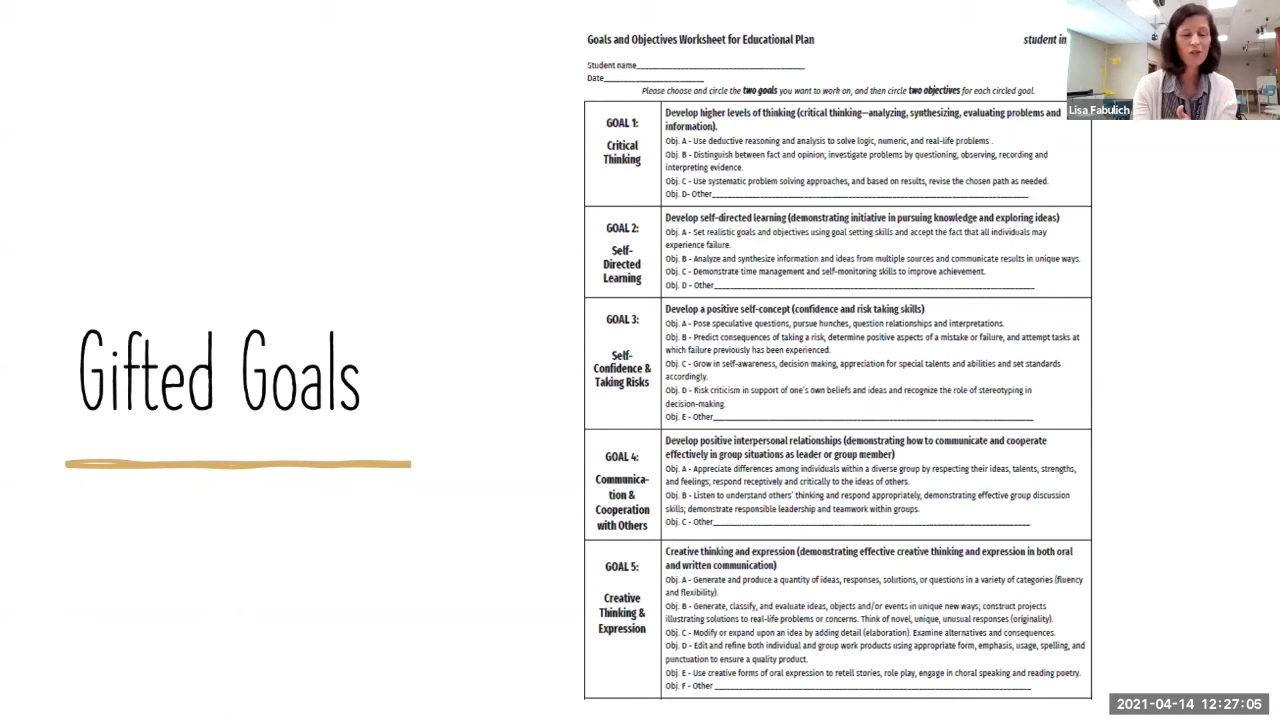 Gifted Goals
Goals and Objectives Worksheet for Educational Plan
student in
Student name
Date
Please choose and circle the two goals you want to work on, and then circle two objectives for each circled goal.
GOAL 1:
Critical
Thinking
Develop higher levels of thinking (critical thinking—analyzing, synthesizing, evaluating problems and
information).
Obj. A - Use deductive reasoning and analysis to solve logic, numeric, and real-life problems .
Obj. B - Distinguish between fact and opinion; investigate problems by questioning, observing, recording and
interpreting evidence.
Obj. C - Use systematic problem solving approaches, and based on results, revise the chosen path as needed.
Obj. D- Other
GOAL 2:
Self-
Directed
Learning
Develop self-directed learning (demonstrating initiative in pursuing knowledge and exploring ideas)
Obj. A - Set realistic goals and objectives using goal setting skills and accept the fact that all individuals may
experience failure.
Obj. B - Analyze and synthesize information and ideas from multiple sources and communicate results in unique ways.
Obj. C - Demonstrate time management and self-monitoring skills to improve achievement.
Obj. D - Other
GOAL 3:
Self-
Confidence &
Taking Risks
Develop a positive self-concept (confidence and risk taking skills)
Obj. A - Pose speculative questions, pursue hunches, question relationships and interpretations.
Obj. B - Predict consequences of taking a risk, determine positive aspects of a mistake or failure, and attempt tasks at
which failure previously has been experienced.
Obj. C - Grow in self-awareness, decision making, appreciation for special talents and abilities and set standards
accordingly.
Obj. D - Risk criticism in support of one's own beliefs and ideas and recognize the role of stereotyping in
decision-making.
Obj. E - Other
GOAL 4:
Communica-
tion &
Cooperation
with Others
Develop positive interpersonal relationships (demonstrating how to communicate and cooperate
effectively in group situations as leader or group member)
Obj. A - Appreciate differences among individuals within a diverse group by respecting their ideas, talents, strengths,
and feelings; respond receptively and critically to the ideas of others.
Obj. B - Listen to understand others' thinking and respond appropriately, demonstrating effective group discussion
skills; demonstrate responsible leadership and teamwork within groups.
Obj. C - Other
GOAL 5:
Creative
Thinking &
Expression
Creative thinking and expression (demonstrating effective creative thinking and expression in both oral
and written communication)
Obj. A - Generate and produce a quantity of ideas, responses, solutions, or questions in a variety of categories (fluency
and flexibility).
Obj. B - Generate, classify, and evaluate ideas, objects and/or events in unique new ways; construct projects
illustrating solutions to real-life problems or concerns. Think of novel, unique, unusual responses (originality).
Obj. C - Modify or expand upon an idea by adding detail (elaboration). Examine alternatives and consequences.
Obj. D - Edit and refine both individual and group work products using appropriate form, emphasis, usage, spelling, and
punctuation to ensure a quality product.
Obj. E - Use creative forms of oral expression to retell stories, role play, engage in choral speaking and reading poetry.
Obj. F - Other
Lisa Fabulich
2021-04-14 12:27:05